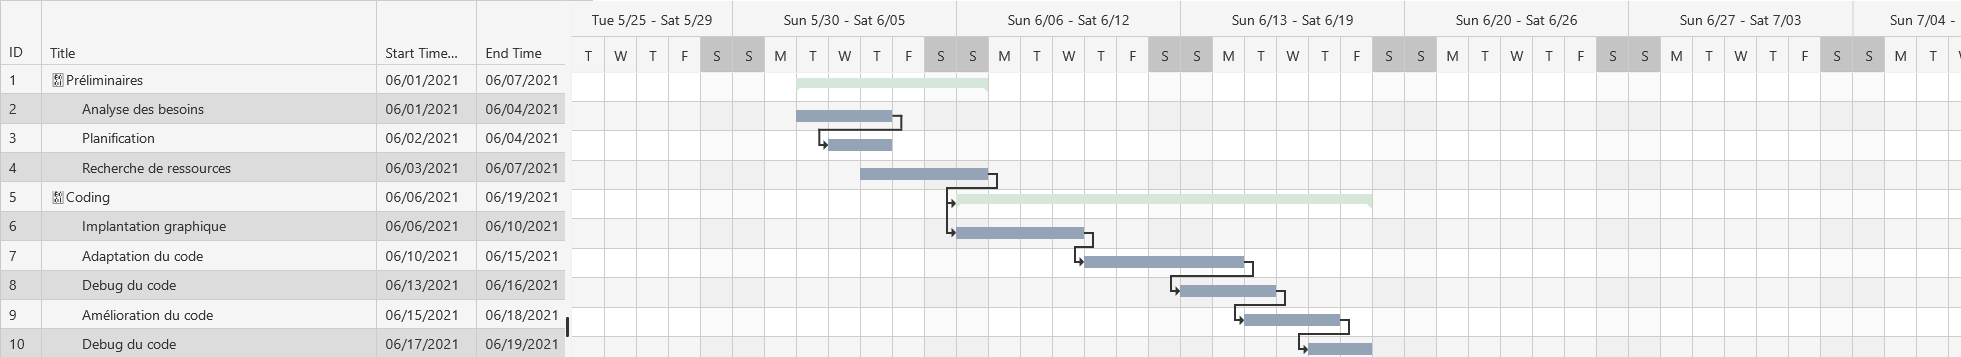 Tue 5/25 - Sat 5/29 Sun 5/30 - Sat 6/05 Sun 6/06 - Sat 6/12 Sun 6/13 - Sat 6/19 Sun 6/20 - Sat 6/26 Sun 6/27 - Sat 7/03 Sun 7/04 -
ID Title Start Time... End Time T W T F S S M T W T F S S M T W T F S S M T W T F S S M T W T F S S M T W T F S S M T
1 Préliminaires 06/01/2021 06/07/2021
2 Analyse des besoins 06/01/2021 06/04/2021
3 Planification 06/02/2021 06/04/2021
4 Recherche de ressources 06/03/2021 06/07/2021
5 Coding 06/06/2021 06/19/2021
6 Implantation graphique 06/06/2021 06/10/2021
7 Adaptation du code 06/10/2021 06/15/2021
8 Debug du code 06/13/2021 06/16/2021
9 Amélioration du code 06/15/2021 06/18/2021
10 Debug du code 06/17/2021 06/19/2021